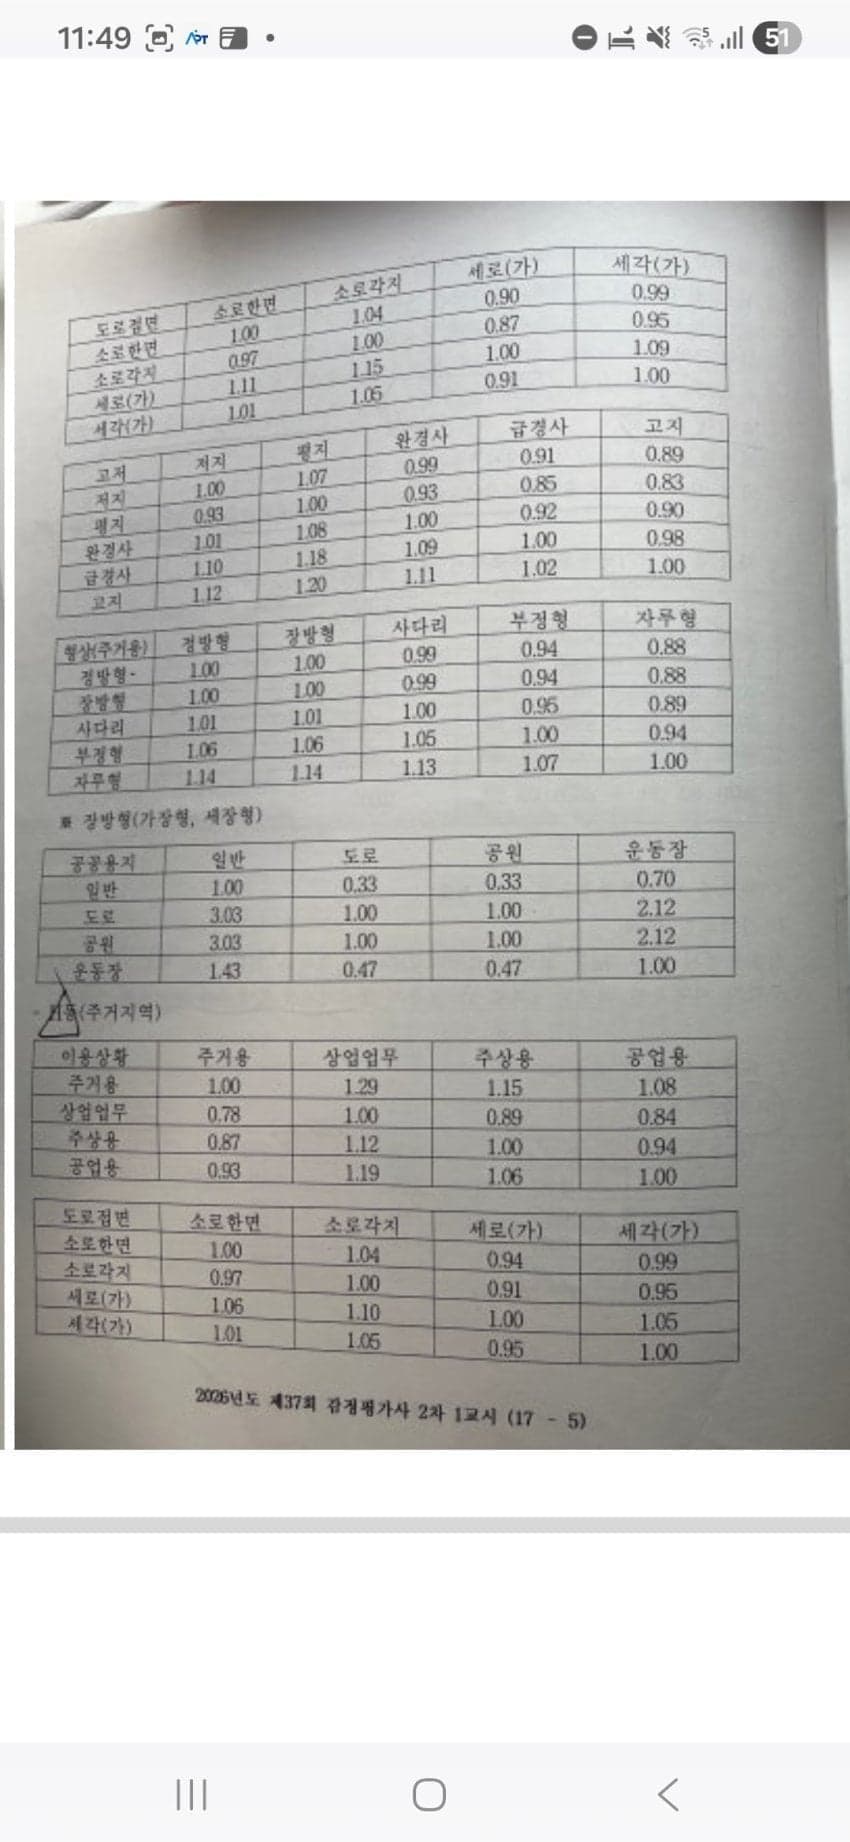 11:49
51
도로접면 소로한면 소로각지 세로(가) 세각(가)
소로한면 1.00 1.04 0.90 0.99
소로각지 0.97 1.00 0.87 0.95
세로(가) 1.11 1.15 1.00 1.09
세각(가) 1.01 1.05 0.91 1.00
고저 저지 평지 완경사 급경사 고지
저지 1.00 1.07 0.99 0.91 0.89
평지 0.93 1.00 0.93 0.85 0.83
완경사 1.01 1.08 1.00 0.92 0.90
급경사 1.10 1.18 1.09 1.00 0.98
고지 1.12 1.20 1.11 1.02 1.00
형상(주거용) 정방형 장방형 사다리 부정형 자루형
정방형 1.00 1.00 0.99 0.94 0.88
장방형 1.00 1.00 0.99 0.94 0.88
사다리 1.01 1.01 1.00 0.95 0.89
부정형 1.06 1.06 1.05 1.00 0.94
자루형 1.14 1.14 1.13 1.07 1.00
※ 장방형(가장형, 세장형)
공공용지 일반 도로 공원 운동장
일반 1.00 0.33 0.33 0.70
도로 3.03 1.00 1.00 2.12
공원 3.03 1.00 1.00 2.12
운동장 1.43 0.47 0.47 1.00
(주거지역)
이용상황 주거용 상업업무 주상용 공업용
주거용 1.00 1.29 1.15 1.08
상업업무 0.78 1.00 0.89 0.84
주상용 0.87 1.12 1.00 0.94
공업용 0.93 1.19 1.06 1.00
도로접면 소로한면 소로각지 세로(가) 세각(가)
소로한면 1.00 1.04 0.94 0.99
소로각지 0.97 1.00 0.91 0.95
세로(가) 1.06 1.10 1.00 1.05
세각(가) 1.01 1.05 0.95 1.00
2026년도 제37회 감정평가사 2차 1교시 (17 - 5)